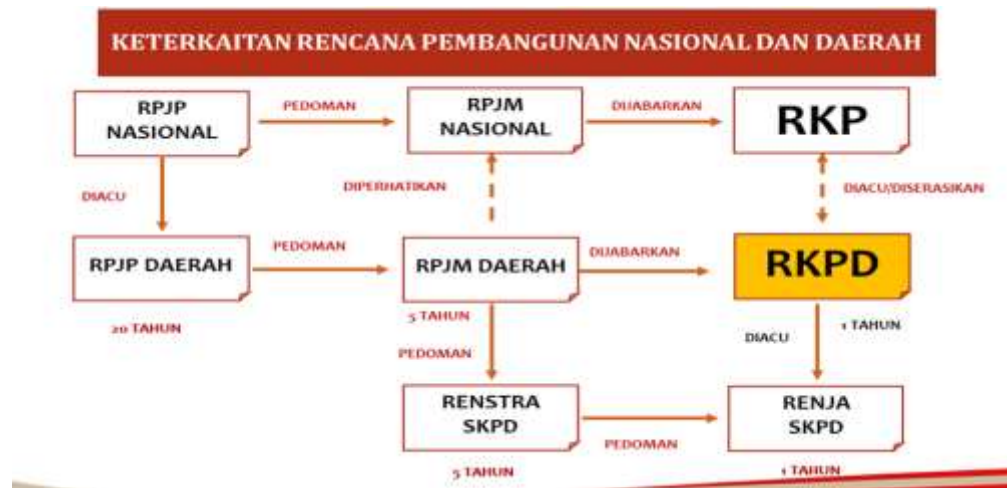 KETERKAITAN RENCANA PEMBANGUNAN NASIONAL DAN DAERAH
RPJP
NASIONAL
PEDOMAN
RPJM
NASIONAL
DIJABARKAN
RKP
DIACU
DIPERHATIKAN
DIACU/DISERASIKAN
RPJP DAERAH
PEDOMAN
RPJM DAERAH
DIJABARKAN
RKPD
20 TAHUN
5 TAHUN
DIACU
1 TAHUN
PEDOMAN
RENSTRA
SKPD
PEDOMAN
RENJA
SKPD
5 TAHUN
1 TAHUN